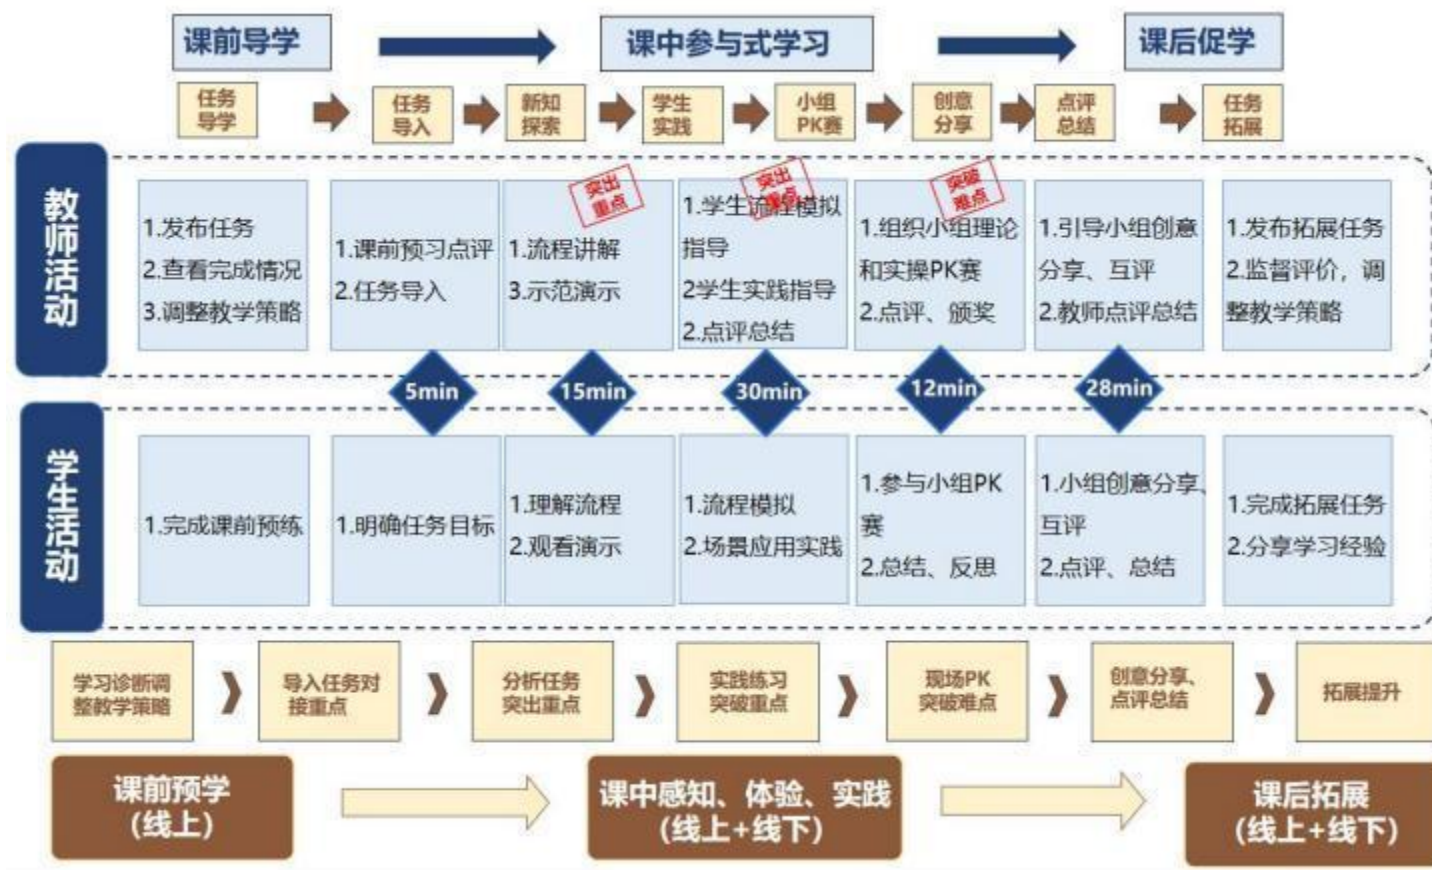 课前导学
课中参与式学习
课后促学
任务
导学
任务
导入
新知
探索
学生
实践
小组
PK赛
创意
分享
点评
总结
任务
拓展
教师活动
1.发布任务
2.查看完成情况
3.调整教学策略
1.课前预习点评
2.任务导入
突出
重点
1.流程讲解
3.示范演示
突出
重点
1.学生流程模拟
指导
2学生实践指导
2.点评总结
突破
难点
1.组织小组理论
和实操PK赛
2.点评、颁奖
1.引导小组创意
分享、互评
2.教师点评总结
1.发布拓展任务
2.监督评价，调
整教学策略
5min
15min
30min
12min
28min
学生活动
1.完成课前预练
1.明确任务目标
1.理解流程
2.观看演示
1.流程模拟
2.场景应用实践
1.参与小组PK
赛
2.总结、反思
1.小组创意分享、
互评
2.点评、总结
1.完成拓展任务
2.分享学习经验
学习诊断调
整教学策略
导入任务对
接重点
分析任务
突出重点
实践练习
突破重点
现场PK
突破难点
创意分享、
点评总结
拓展提升
课前预学
(线上)
课中感知、体验、实践
(线上+线下)
课后拓展
(线上+线下)